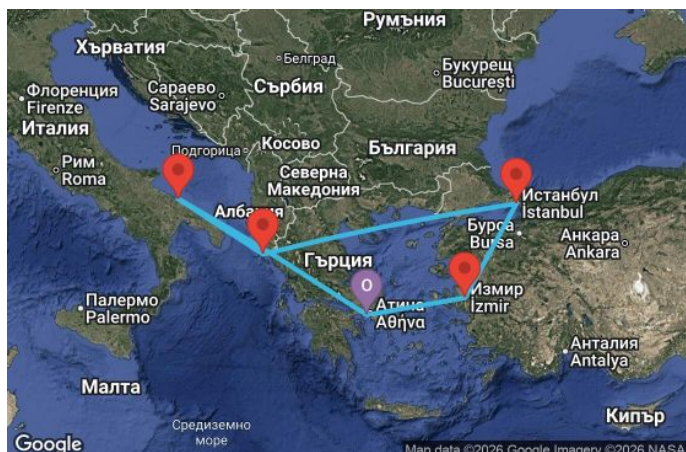 Румъния
Хърватия
Белград
Букурещ
București
Сараево
Sarajevo
Сърбия
Флоренция
Firenze
Италия
Подгорица
Косово
България
Рим
Roma
Северна
Македония
Албания
Истанбул
İstanbul
Бурса
Bursa
Анкара
Ankara
Гърция
Измир
İzmir
O
Атина
Αθήνα
Палермо
Palermo
Анталия
Antalya
Малта
Кипър
Средиземно
море
Google
Map data ©2026 Google Imagery ©2026 NASA